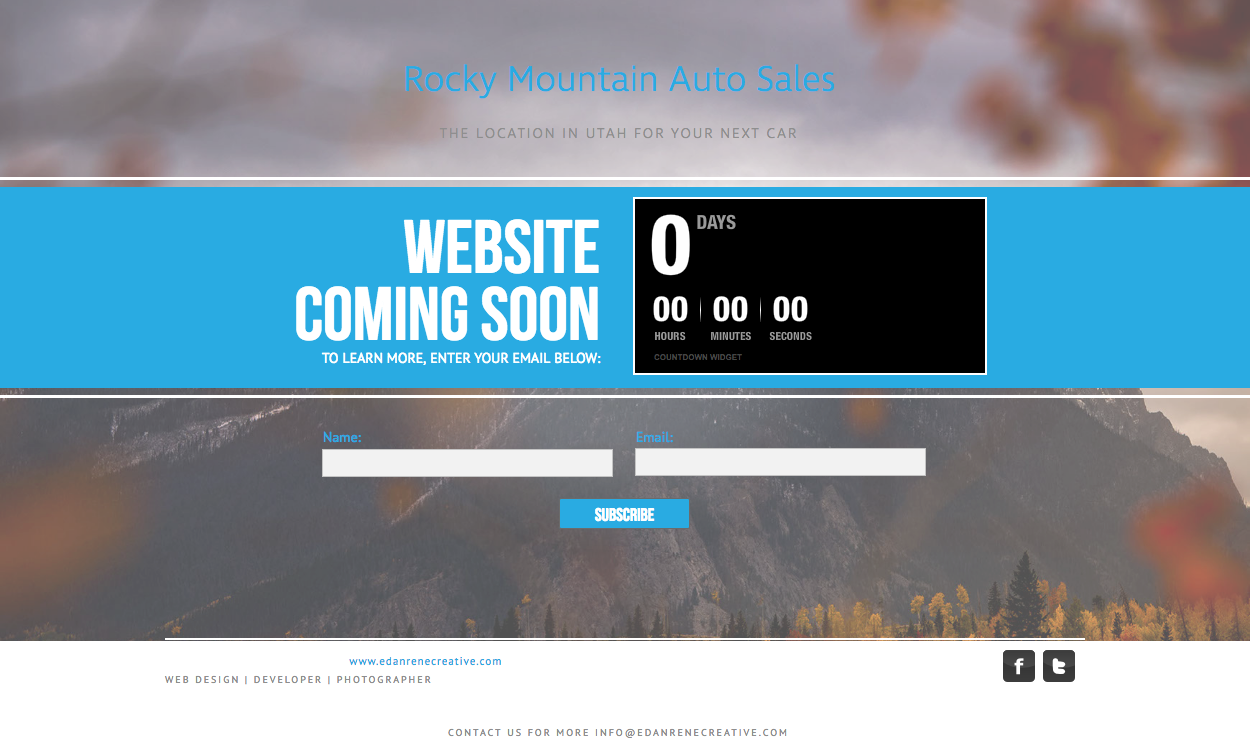 Rocky Mountain Auto Sales
THE LOCATION IN UTAH FOR YOUR NEXT CAR
WEBSITE
COMING SOON
TO LEARN MORE, ENTER YOUR EMAIL BELOW:
0 DAYS
00 00 00
HOURS MINUTES SECONDS
COUNTDOWN WIDGET
Name: Email:
SUBSCRIBE
www.edanrenecreative.com
WEB DESIGN | DEVELOPER | PHOTOGRAPHER
f t
CONTACT US FOR MORE INFO@EDANRENECREATIVE.COM